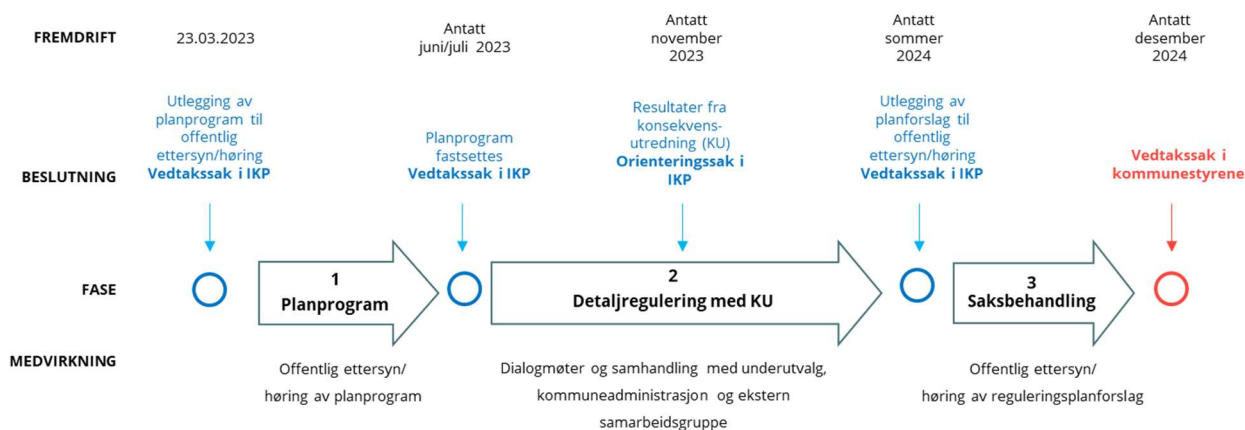 FREMDRIFT
23.03.2023
Antatt
juni/juli 2023
Antatt
november
2023
Antatt
sommer
2024
Antatt
desember
2024
BESLUTNING
Utlegging av
planprogram til
offentlig
ettersyn/høring
Vedtakssak i IKP
Planprogram
fastsettes
Vedtakssak i IKP
Resultater fra
konsekvens-
utredning (KU)
Orienteringssak i
IKP
Utlegging av
planforslag til
offentlig
ettersyn/høring
Vedtakssak i IKP
Vedtakssak i
kommunestyrene
FASE
1
Planprogram
2
Detaljregulering med KU
3
Saksbehandling
MEDVIRKNING
Offentlig ettersyn/
høring av planprogram
Dialogmøter og samhandling med underutvalg,
kommuneadministrasjon og ekstern
samarbeidsgruppe
Offentlig ettersyn/
høring av reguleringsplanforslag